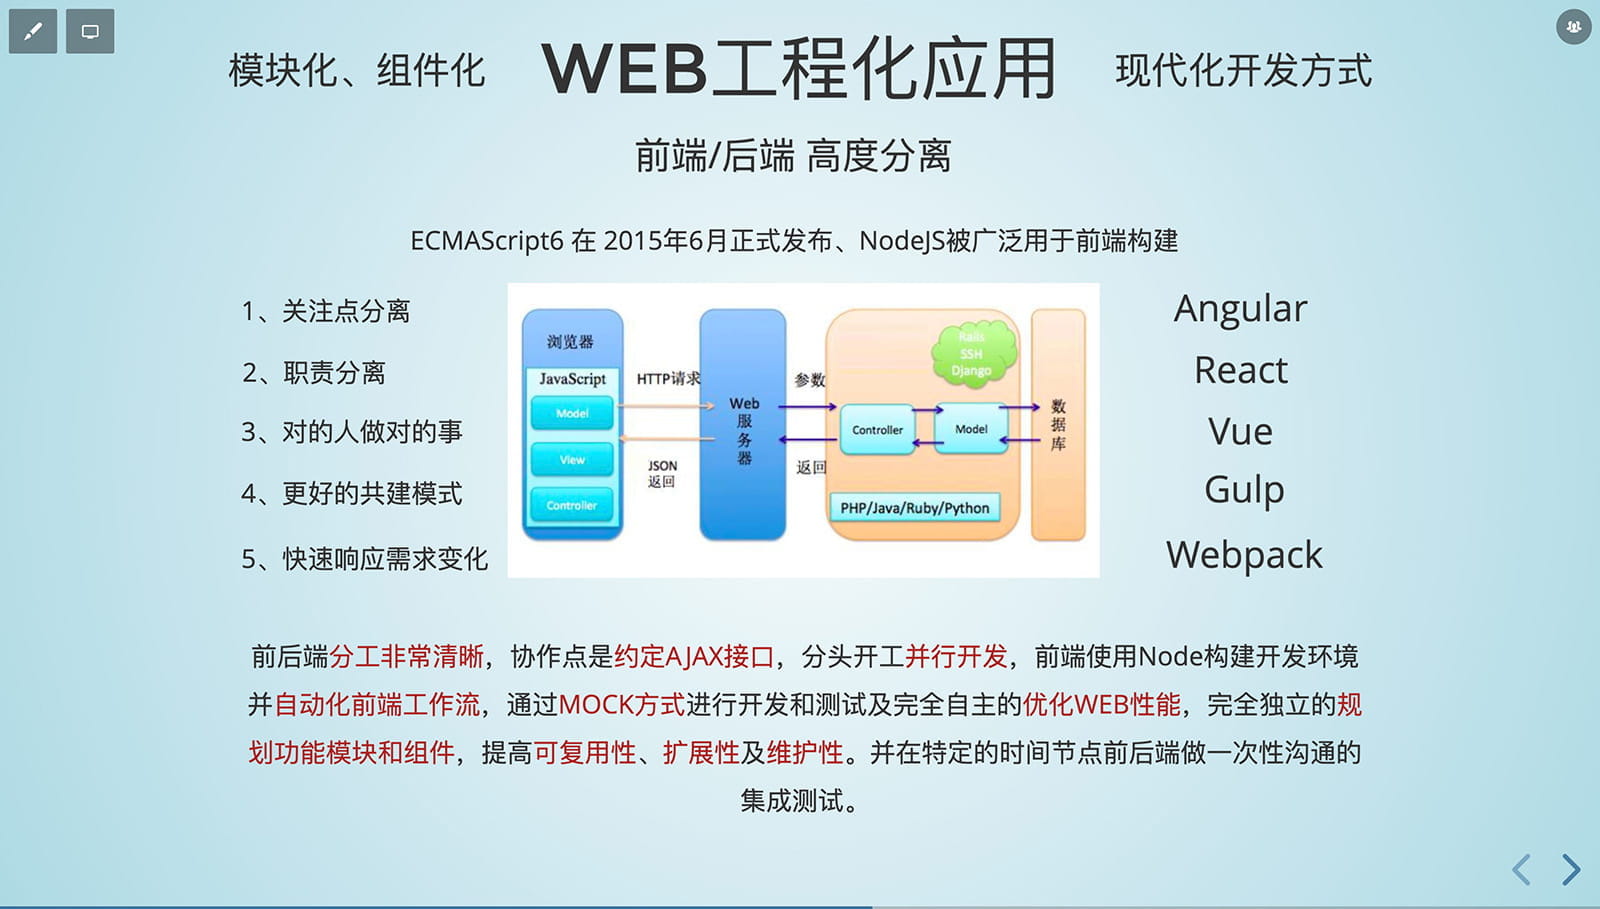 模块化、组件化
WEB工程化应用
现代化开发方式
前端/后端 高度分离
ECMAScript6 在 2015年6月正式发布、NodeJS被广泛用于前端构建
1、关注点分离
2、职责分离
3、对的人做对的事
4、更好的共建模式
5、快速响应需求变化
浏览器
JavaScript
Model
View
Controller
HTTP请求
JSON
返回
Web
服
务
器
参数
返回
Rails
SSH
Django
Controller
Model
PHP/Java/Ruby/Python
数
据
库
Angular
React
Vue
Gulp
Webpack
前后端分工非常清晰，协作点是约定AJAX接口，分头开工并行开发，前端使用Node构建开发环境
并自动化前端工作流，通过MOCK方式进行开发和测试及完全自主的优化WEB性能，完全独立的规
划功能模块和组件，提高可复用性、扩展性及维护性。并在特定的时间节点前后端做一次性沟通的
集成测试。